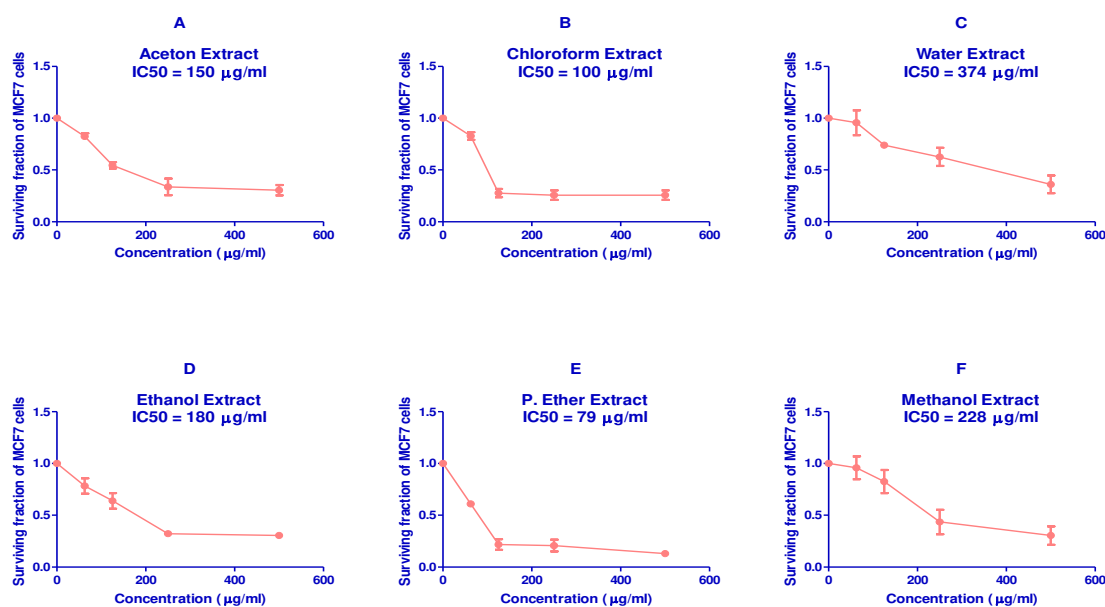 A
Aceton Extract
IC50 = 150 μg/ml
Surviving fraction of MCF7 cells
1.5
1.0
0.5
0.0
0 200 400 600
Concentration ( μg/ml)
B
Chloroform Extract
IC50 = 100 μg/ml
Surviving fraction of MCF7 cells
1.5
1.0
0.5
0.0
0 200 400 600
Concentration ( μg/ml)
C
Water Extract
IC50 = 374 μg/ml
Surviving fraction of MCF7 cells
1.5
1.0
0.5
0.0
0 200 400 600
Concentration ( μg/ml)
D
Ethanol Extract
IC50 = 180 μg/ml
Surviving fraction of MCF7 cells
1.5
1.0
0.5
0.0
0 200 400 600
Concentration ( μg/ml)
E
P. Ether Extract
IC50 = 79 μg/ml
Surviving fraction of MCF7 cells
1.5
1.0
0.5
0.0
0 200 400 600
Concentration ( μg/ml)
F
Methanol Extract
IC50 = 228 μg/ml
Surviving fraction of MCF7 cells
1.5
1.0
0.5
0.0
0 200 400 600
Concentration ( μg/ml)